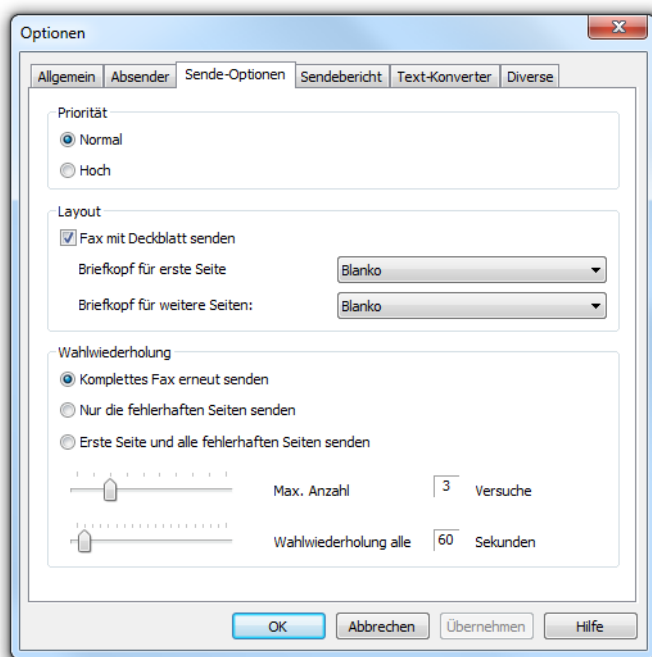 Optionen
Allgemein Absender Sende-Optionen Sendebericht Text-Konverter Diverse
Priorität
Normal
Hoch
Layout
Fax mit Deckblatt senden
Briefkopf für erste Seite Blanko
Briefkopf für weitere Seiten: Blanko
Wahlwiederholung
Komplettes Fax erneut senden
Nur die fehlerhaften Seiten senden
Erste Seite und alle fehlerhaften Seiten senden
Max. Anzahl 3 Versuche
Wahlwiederholung alle 60 Sekunden
OK Abbrechen Übernehmen Hilfe